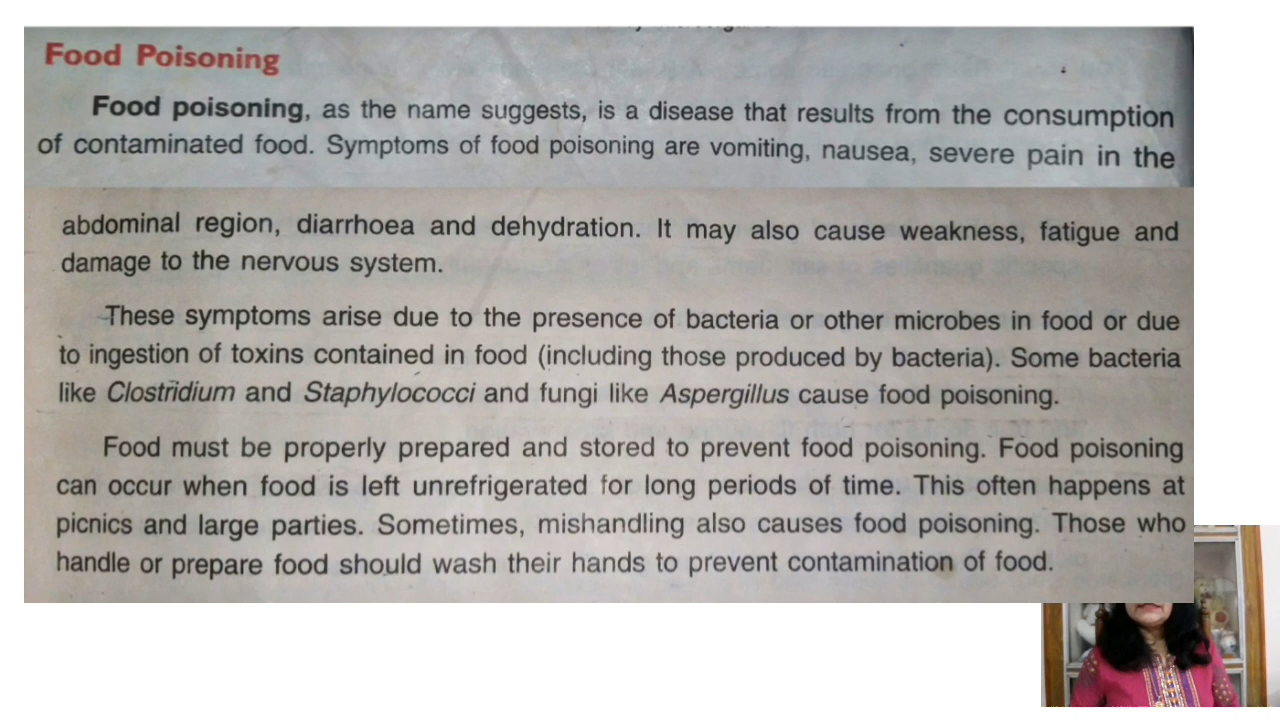 Food Poisoning
Food poisoning, as the name suggests, is a disease that results from the consumption
of contaminated food. Symptoms of food poisoning are vomiting, nausea, severe pain in the
abdominal region, diarrhoea and dehydration. It may also cause weakness, fatigue and
damage to the nervous system.
These symptoms arise due to the presence of bacteria or other microbes in food or due
to ingestion of toxins contained in food (including those produced by bacteria). Some bacteria
like Clostridium and Staphylococci and fungi like Aspergillus cause food poisoning.
Food must be properly prepared and stored to prevent food poisoning. Food poisoning
can occur when food is left unrefrigerated for long periods of time. This often happens at
picnics and large parties. Sometimes, mishandling also causes food poisoning. Those who
handle or prepare food should wash their hands to prevent contamination of food.